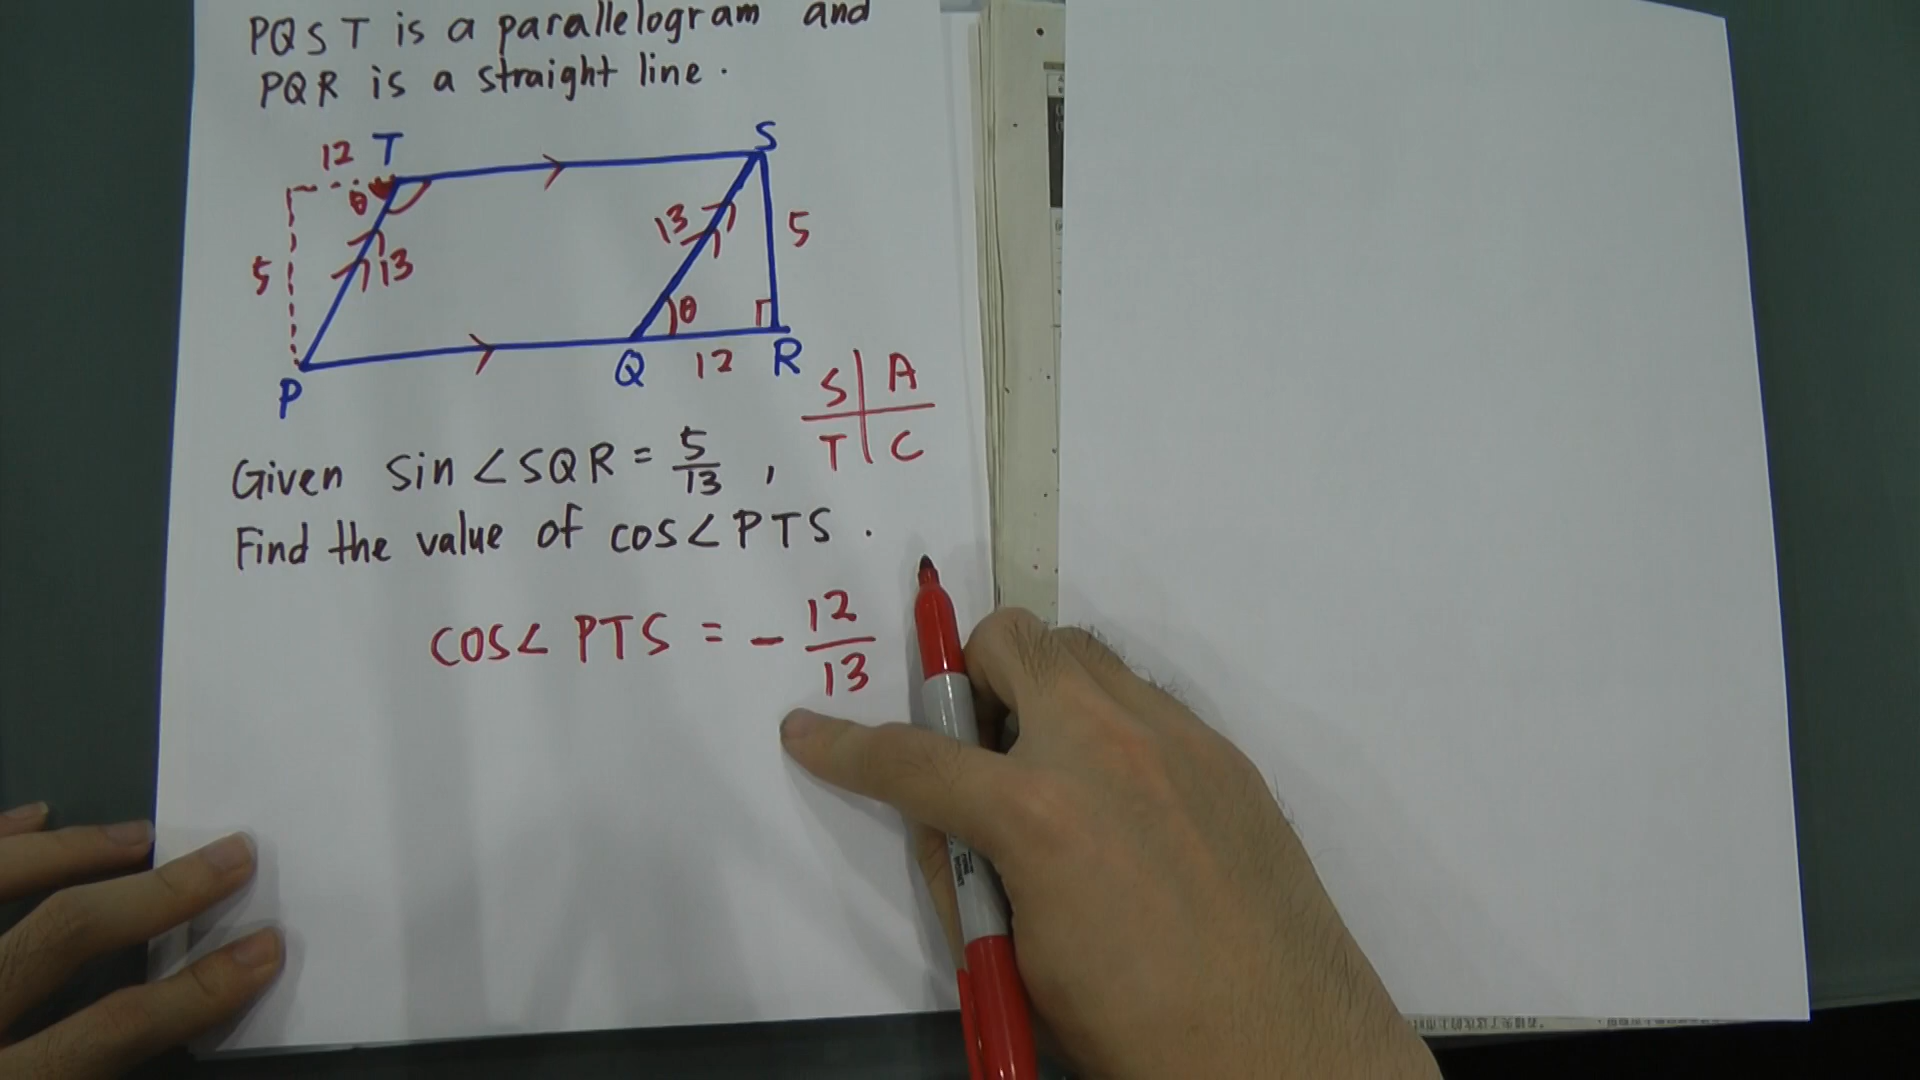 PQST is a parallelogram and
PQR is a straight line.
12 T
S
θ
13
5
5
13
θ
P
Q 12 R
S A
T C
Given sin ∠SQR = 5/13 ,
Find the value of cos∠PTS .
cos∠ PTS = - 12/13